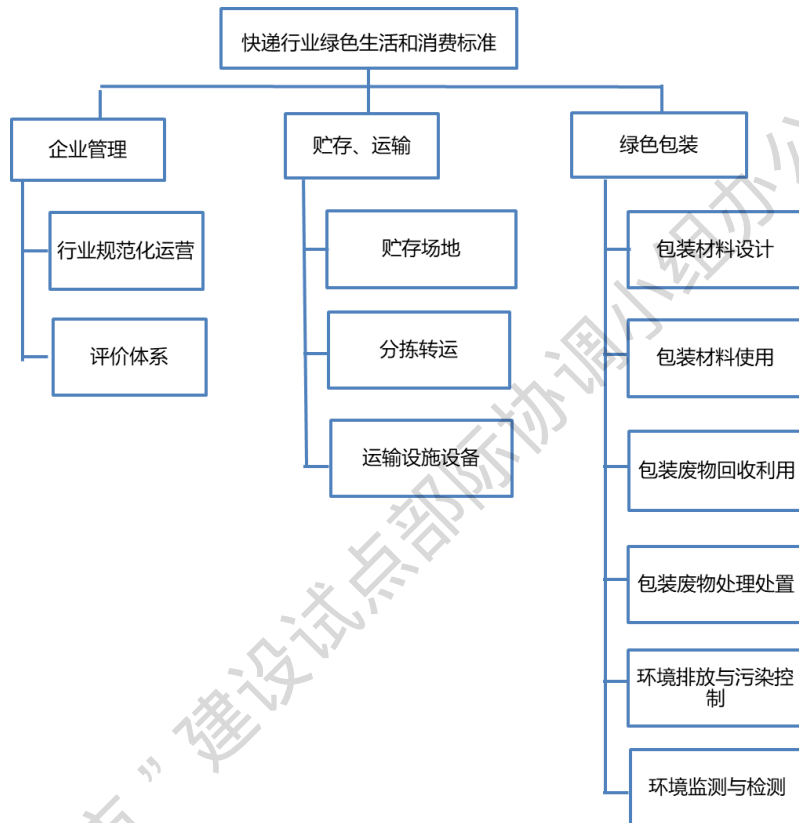 快递行业绿色生活和消费标准
企业管理
贮存、运输
绿色包装
行业规范化运营
评价体系
贮存场地
分拣转运
运输设施设备
包装材料设计
包装材料使用
包装废物回收利用
包装废物处理处置
环境排放与污染控
制
环境监测与检测
”建设试点部际协调小组办公